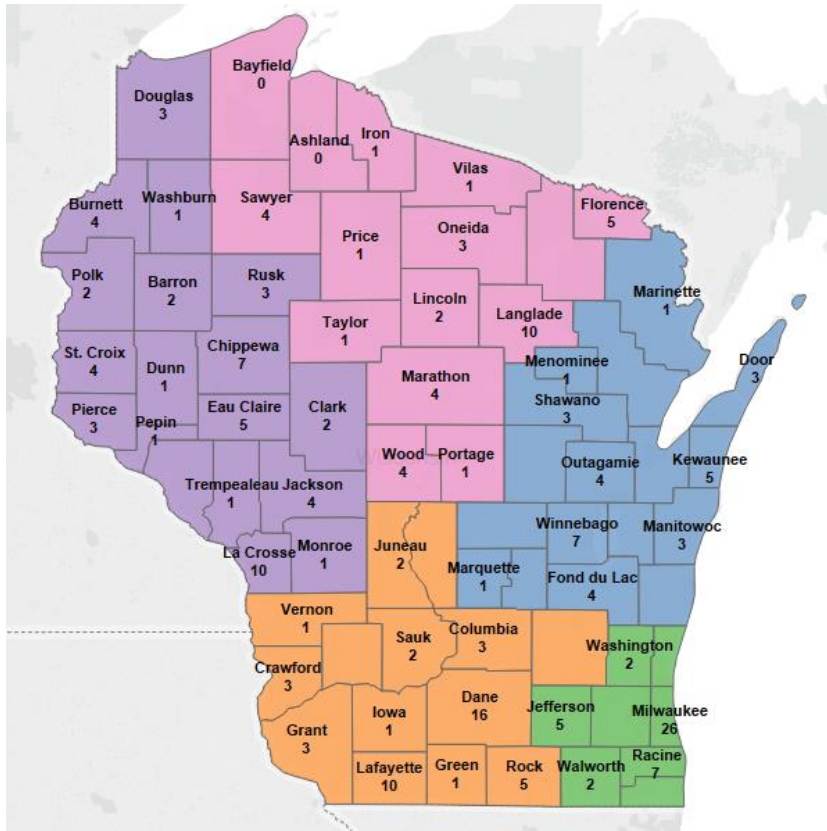 Bayfield
0
Douglas
3
Ashland
0
Iron
1
Vilas
1
Burnett
4
Washburn
1
Sawyer
4
Florence
5
Price
1
Oneida
3
Polk
2
Barron
2
Rusk
3
Marinette
1
Lincoln
2
Langlade
10
Taylor
1
St. Croix
4
Dunn
1
Chippewa
7
Menominee
1
Door
3
Marathon
4
Shawano
3
Pierce
3
Pepin
1
Eau Claire
5
Clark
2
Wood
4
Portage
1
Outagamie
4
Kewaunee
5
Trempealeau
1
Jackson
4
Winnebago
7
Manitowoc
3
La Crosse
10
Monroe
1
Juneau
2
Marquette
1
Fond du Lac
4
Vernon
1
Sauk
2
Columbia
3
Washington
2
Crawford
3
Dane
16
Jefferson
5
Milwaukee
26
Grant
3
Iowa
1
Lafayette
10
Green
1
Rock
5
Walworth
2
Racine
7